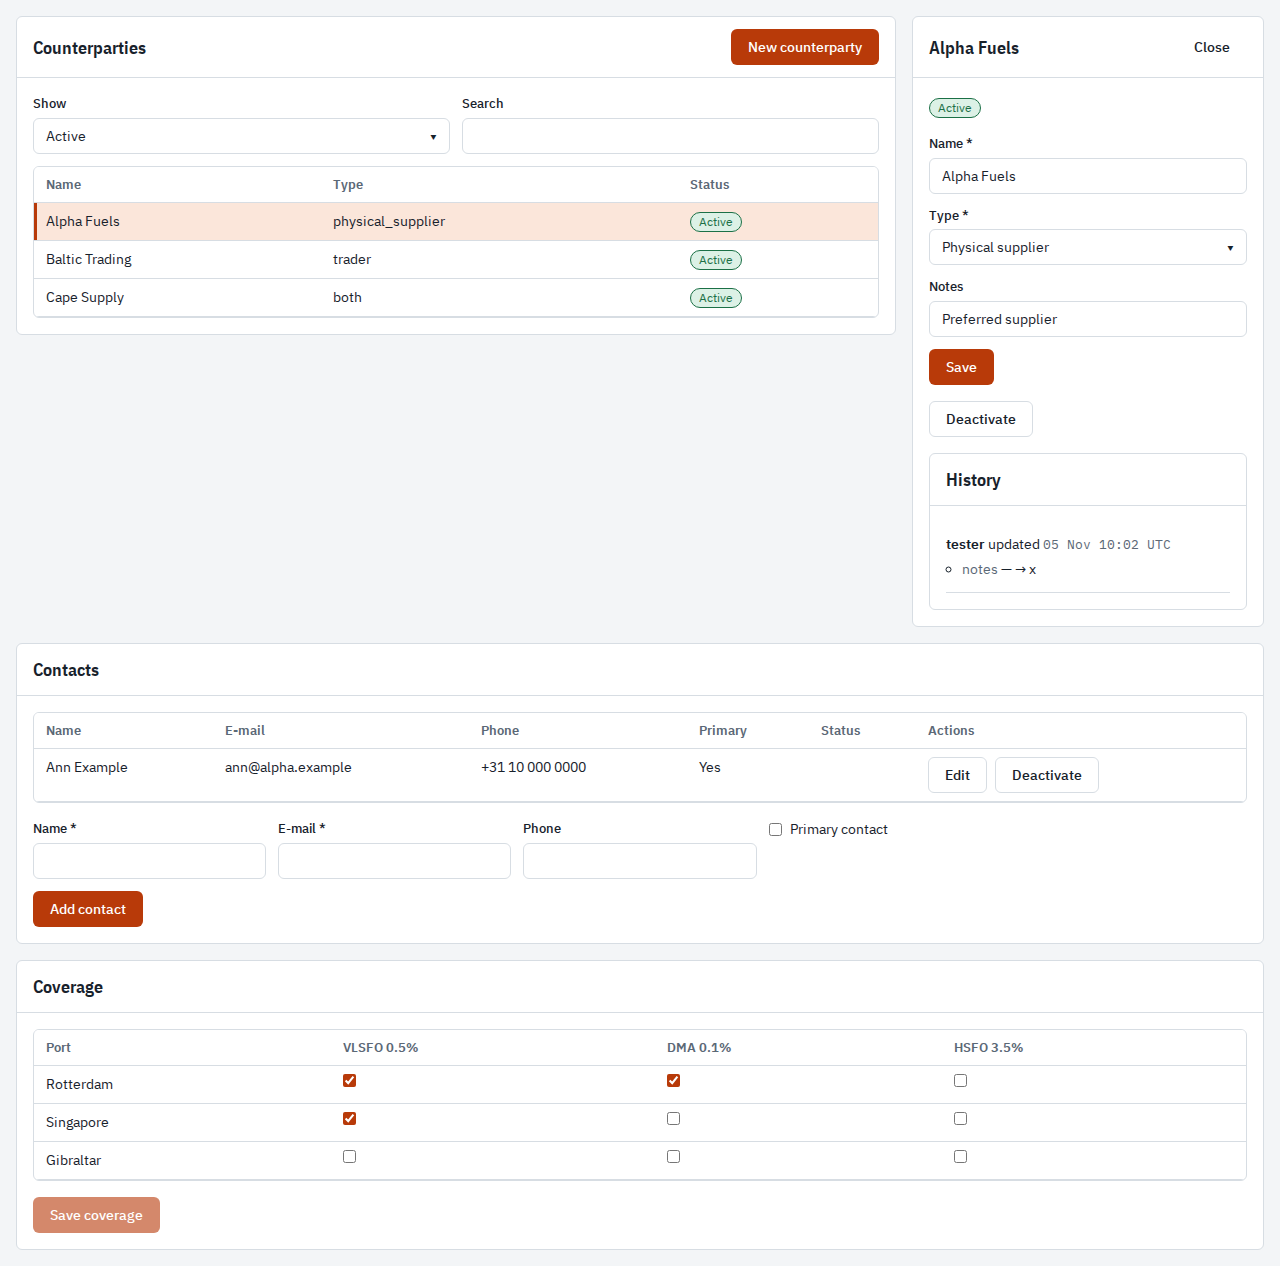 Counterparties
New counterparty
Show
Search
Active
Name Type Status
Alpha Fuels physical_supplier Active
Baltic Trading trader Active
Cape Supply both Active
Alpha Fuels
Close
Active
Name *
Alpha Fuels
Type *
Physical supplier
Notes
Preferred supplier
Save
Deactivate
History
tester updated 05 Nov 10:02 UTC
notes — → x
Contacts
Name E-mail Phone Primary Status Actions
Ann Example ann@alpha.example +31 10 000 0000 Yes Edit Deactivate
Name * E-mail * Phone Primary contact
Add contact
Coverage
Port VLSFO 0.5% DMA 0.1% HSFO 3.5%
Rotterdam
Singapore
Gibraltar
Save coverage